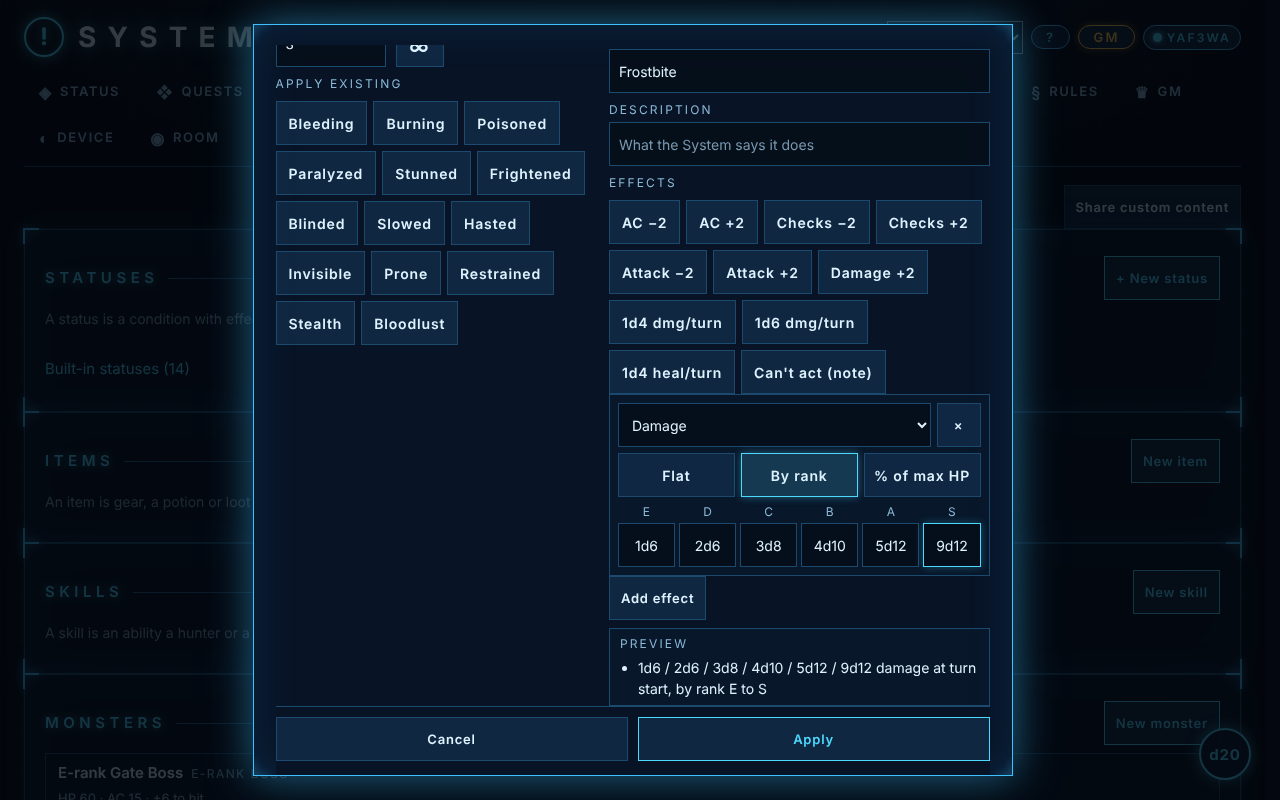 ! SYSTEM
? GM YAF3WA
◆ STATUS ❖ QUESTS § RULES ♛ GM
DEVICE ◉ ROOM
Share custom content
STATUSES
+ New status
A status is a condition with effe
Built-in statuses (14)
ITEMS
New item
An item is gear, a potion or loot
SKILLS
New skill
A skill is an ability a hunter or a
MONSTERS
New monster
E-rank Gate Boss E-RANK
HP 60 · AC 15 · +6 to hit
d20
∞
APPLY EXISTING
Bleeding Burning Poisoned
Paralyzed Stunned Frightened
Blinded Slowed Hasted
Invisible Prone Restrained
Stealth Bloodlust
Frostbite
DESCRIPTION
What the System says it does
EFFECTS
AC −2 AC +2 Checks −2 Checks +2
Attack −2 Attack +2 Damage +2
1d4 dmg/turn 1d6 dmg/turn
1d4 heal/turn Can't act (note)
Damage ×
Flat By rank % of max HP
E D C B A S
1d6 2d6 3d8 4d10 5d12 9d12
Add effect
PREVIEW
• 1d6 / 2d6 / 3d8 / 4d10 / 5d12 / 9d12 damage at turn
start, by rank E to S
Cancel Apply